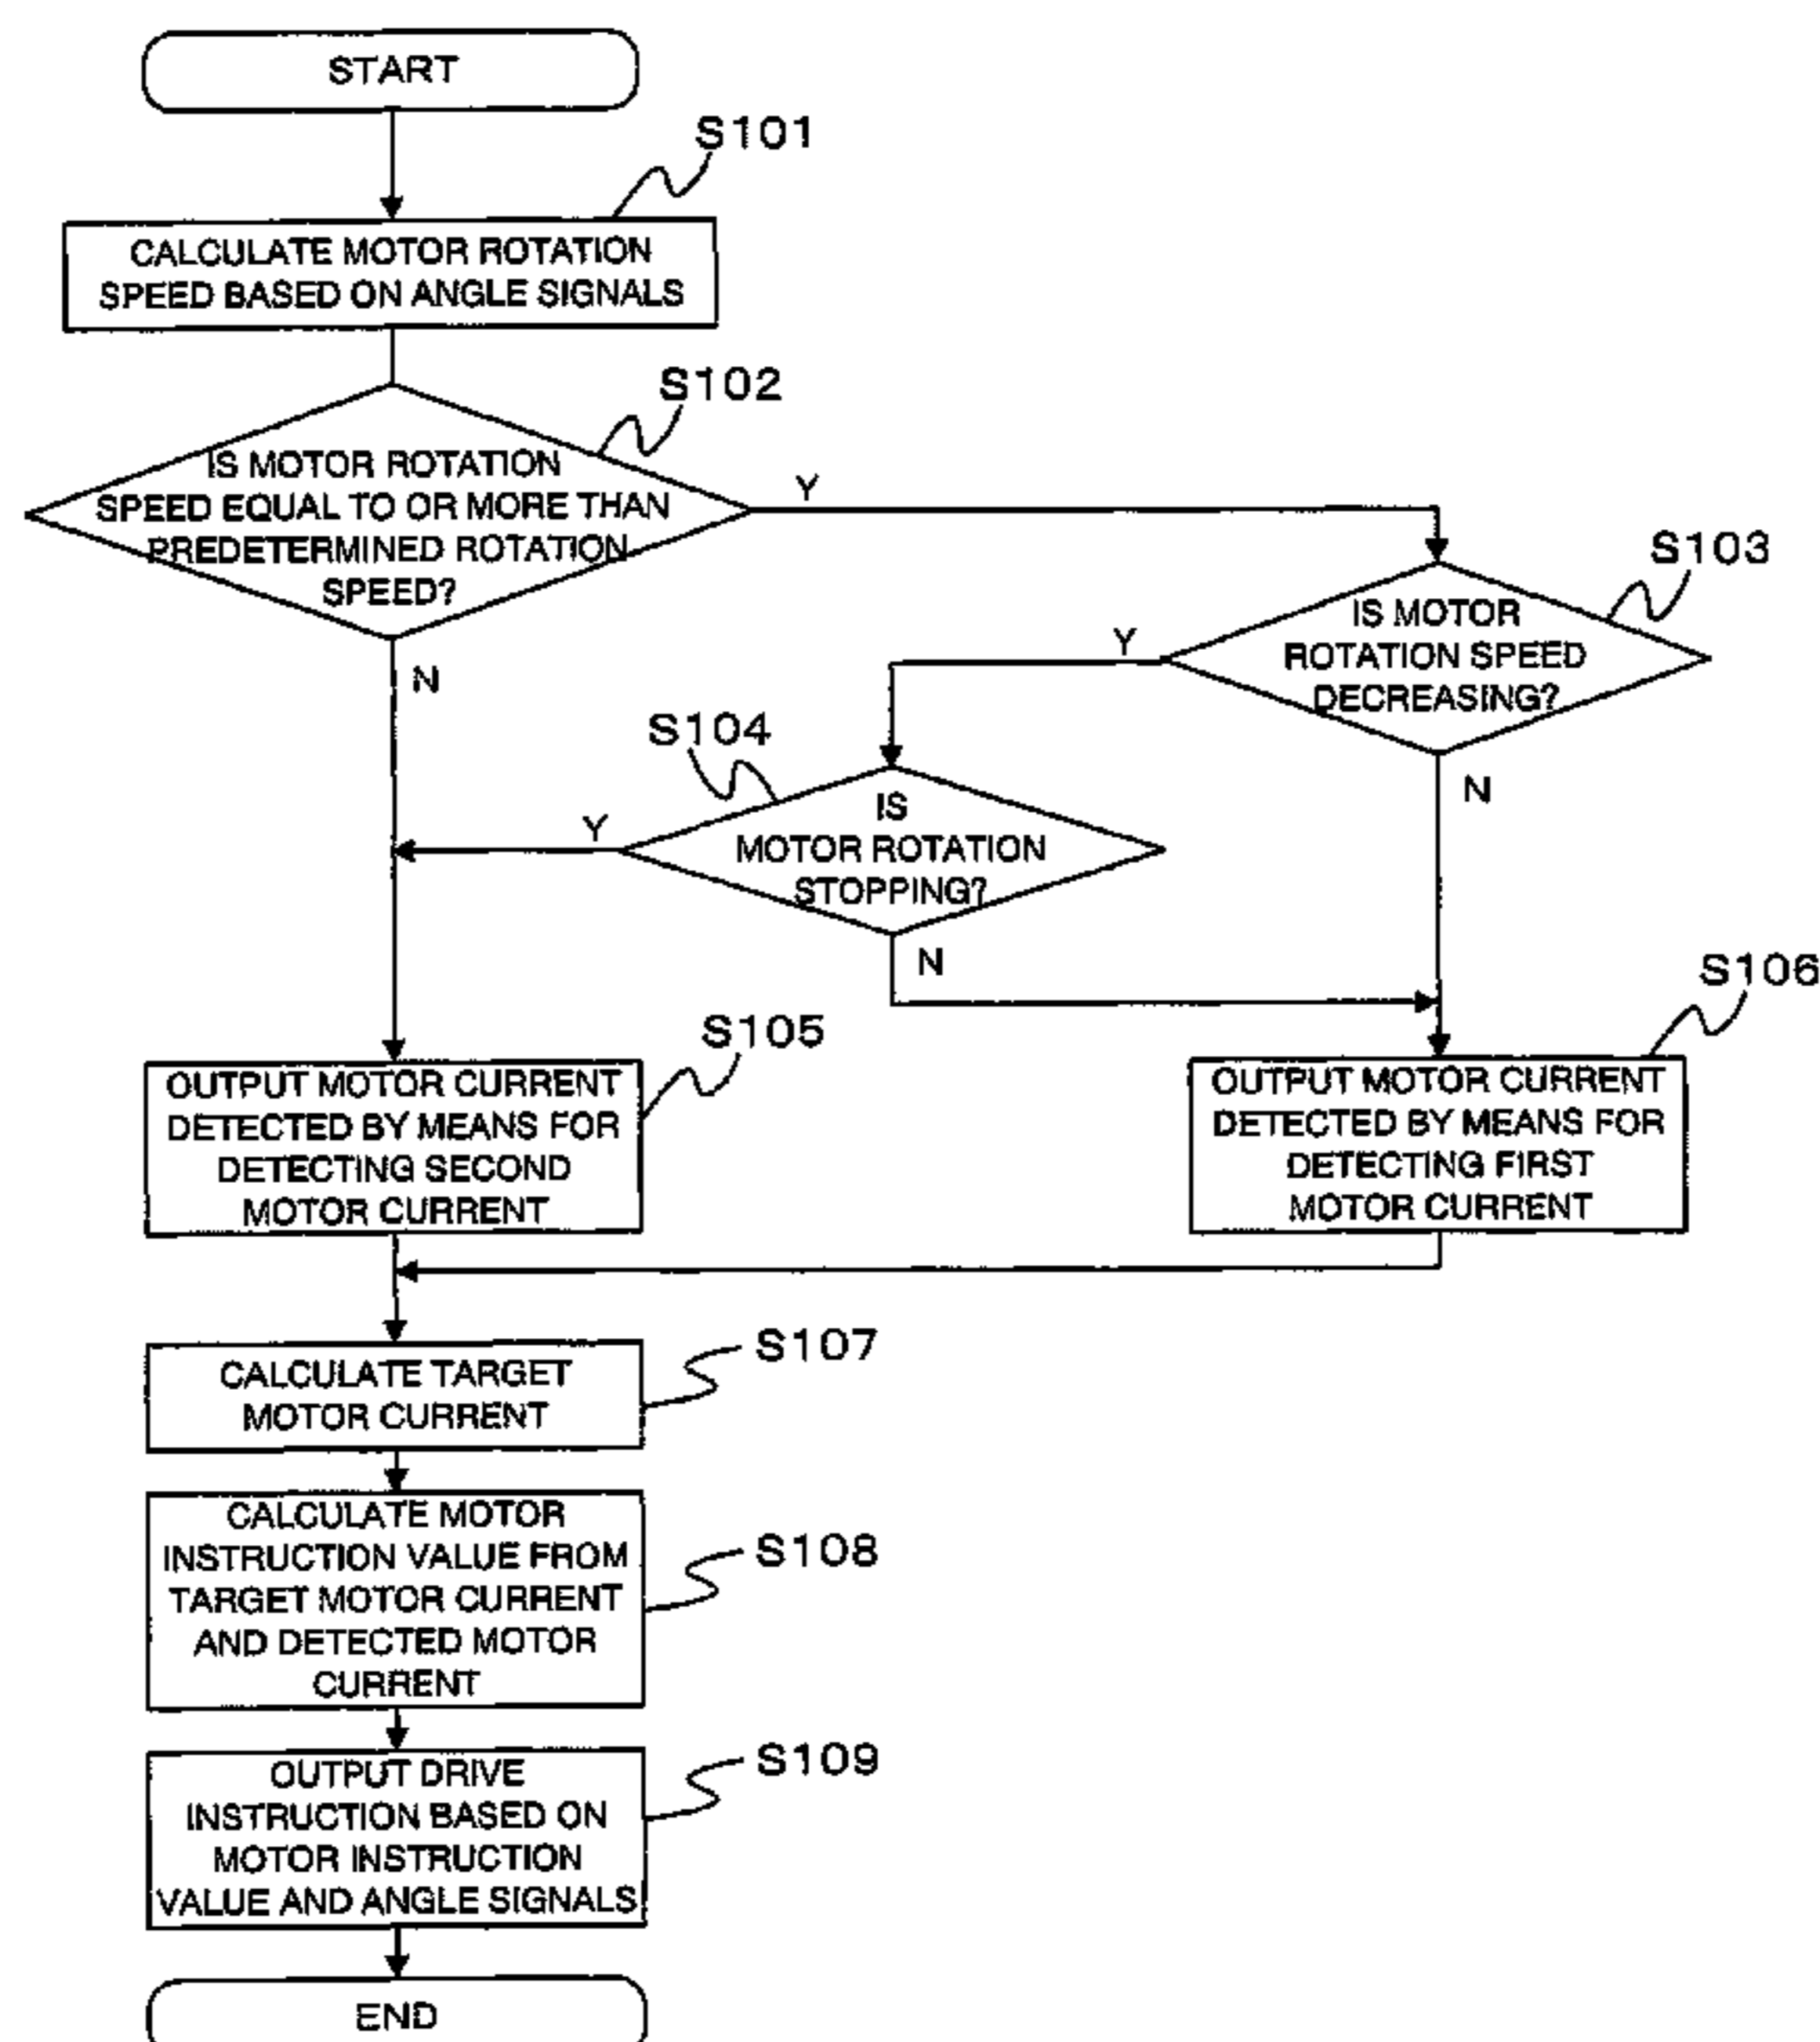 START
S101
CALCULATE MOTOR ROTATION
SPEED BASED ON ANGLE SIGNALS
S102
IS MOTOR ROTATION
SPEED EQUAL TO OR MORE THAN
PREDETERMINED ROTATION
SPEED?
Y
N
S103
IS MOTOR
ROTATION SPEED
DECREASING?
Y
N
S104
IS
MOTOR ROTATION
STOPPING?
Y
N
S105
OUTPUT MOTOR CURRENT
DETECTED BY MEANS FOR
DETECTING SECOND
MOTOR CURRENT
S106
OUTPUT MOTOR CURRENT
DETECTED BY MEANS FOR
DETECTING FIRST
MOTOR CURRENT
S107
CALCULATE TARGET
MOTOR CURRENT
S108
CALCULATE MOTOR
INSTRUCTION VALUE FROM
TARGET MOTOR CURRENT
AND DETECTED MOTOR
CURRENT
S109
OUTPUT DRIVE
INSTRUCTION BASED ON
MOTOR INSTRUCTION
VALUE AND ANGLE SIGNALS
END